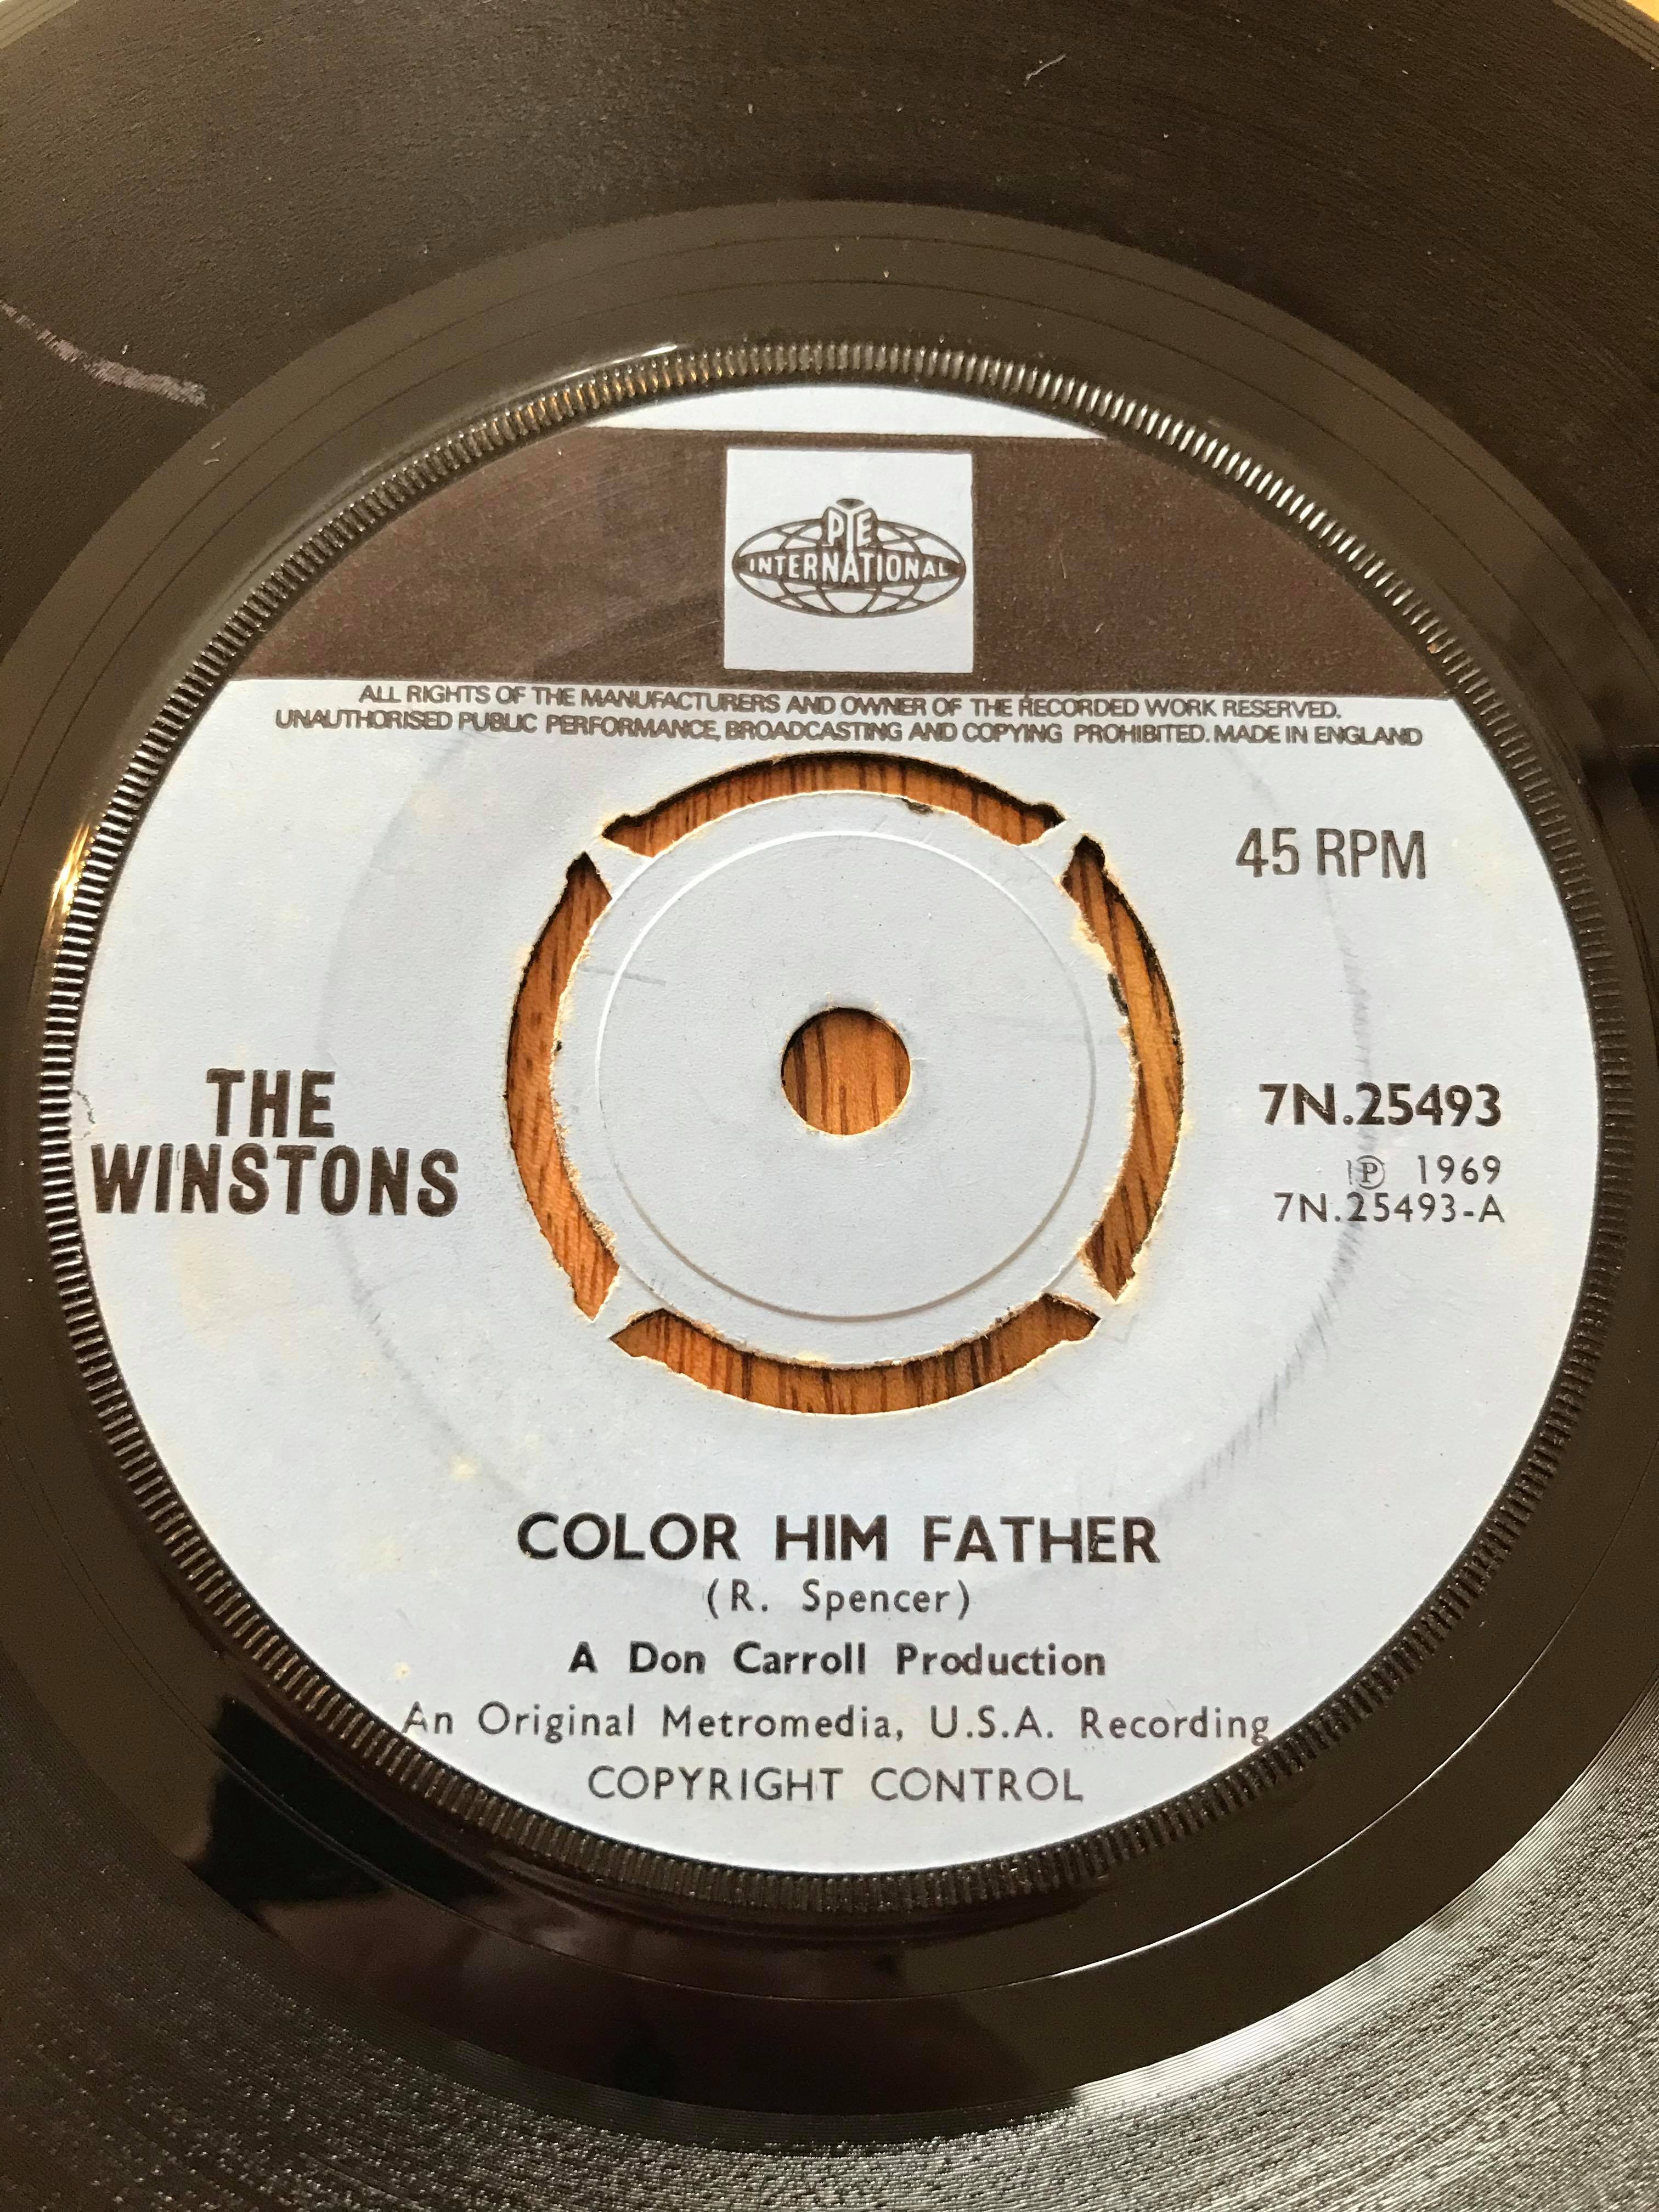 PYE
INTERNATIONAL
ALL RIGHTS OF THE MANUFACTURERS AND OWNER OF THE RECORDED WORK RESERVED.
UNAUTHORISED PUBLIC PERFORMANCE, BROADCASTING AND COPYING PROHIBITED. MADE IN ENGLAND
45 RPM
THE
WINSTONS
7N.25493
Ⓟ 1969
7N.25493-A
COLOR HIM FATHER
(R. Spencer)
A Don Carroll Production
An Original Metromedia, U.S.A. Recording
COPYRIGHT CONTROL